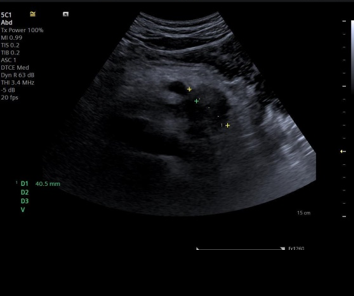 5C1
Abd
Tx Power 100%
MI 0.99
TIS 0.2
TIB 0.2
ASC 1
DTCE Med
Dyn R 63 dB
THI 3.4 MHz
-5 dB
20 fps
D1 40.5 mm
D2
D3
V
15 cm